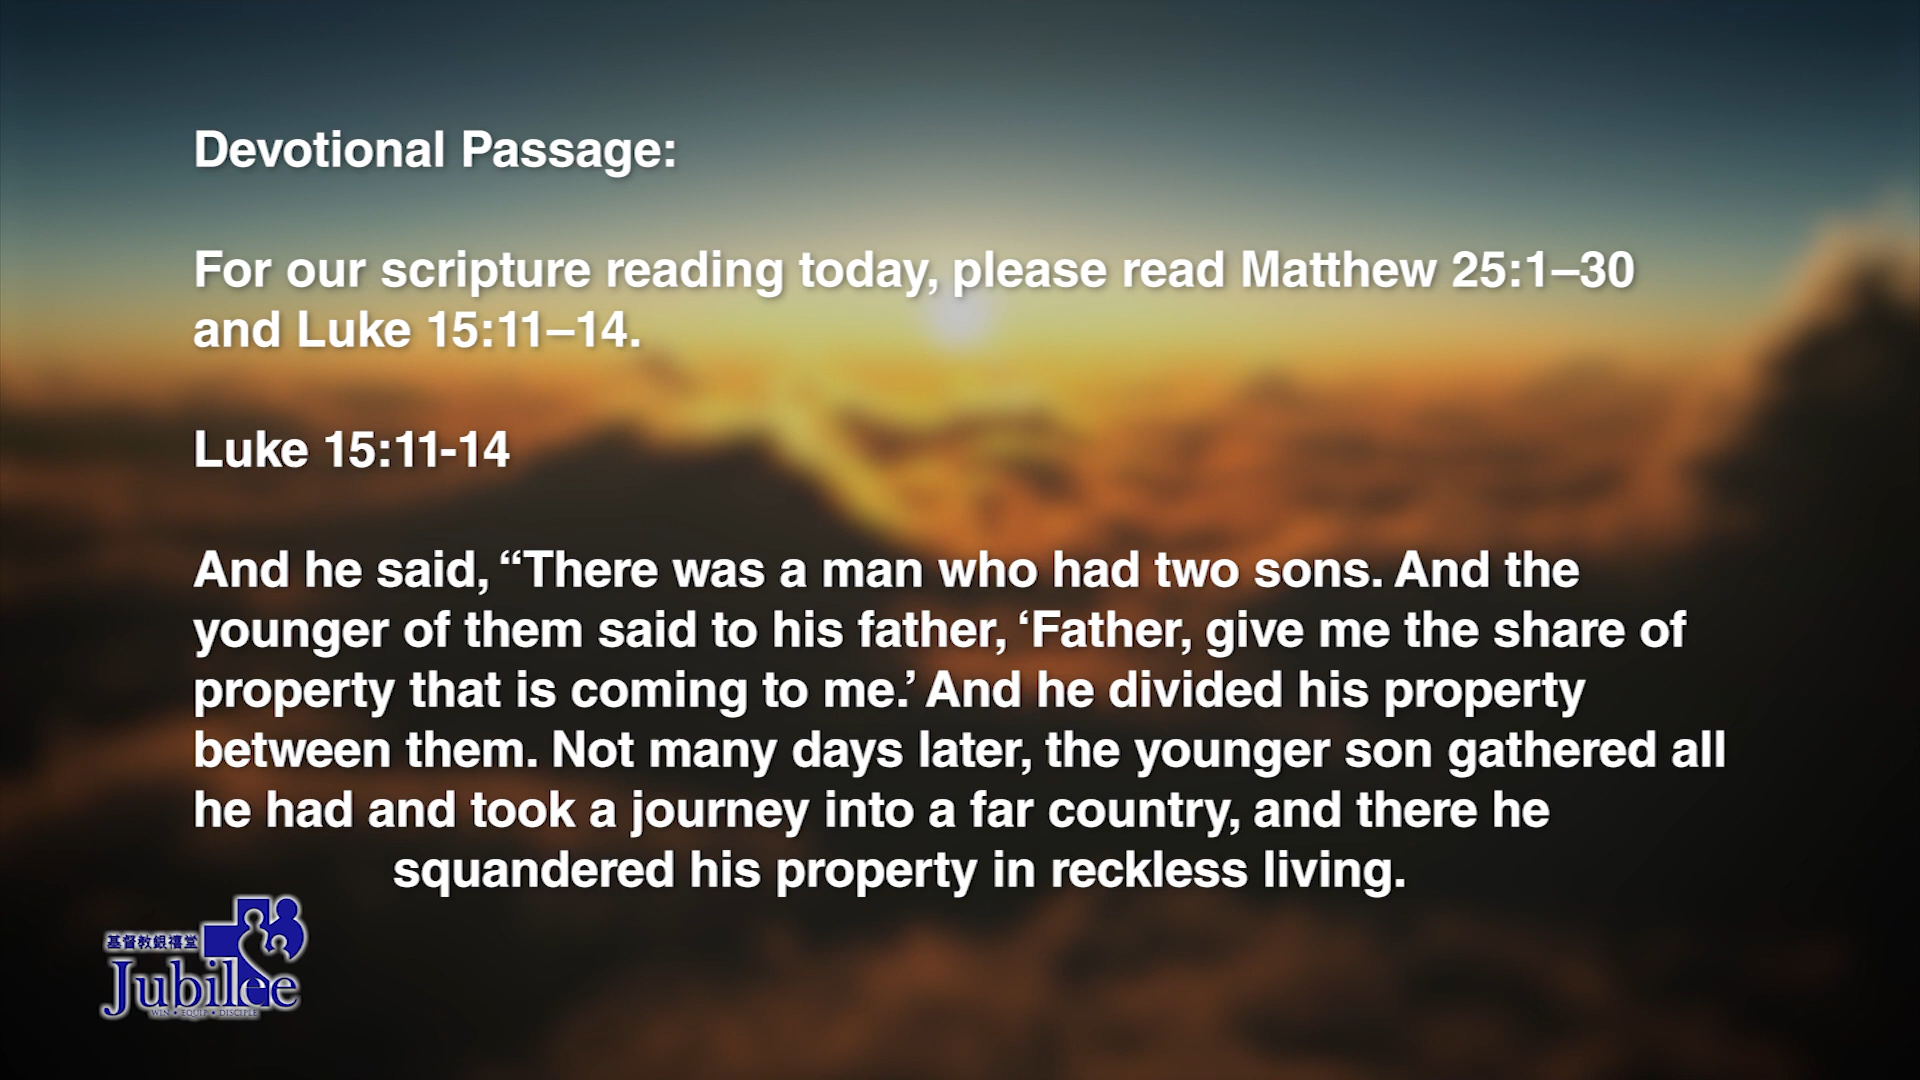 Devotional Passage:
For our scripture reading today, please read Matthew 25:1–30
and Luke 15:11–14.
Luke 15:11-14
And he said, “There was a man who had two sons. And the
younger of them said to his father, ‘Father, give me the share of
property that is coming to me.’ And he divided his property
between them. Not many days later, the younger son gathered all
he had and took a journey into a far country, and there he
squandered his property in reckless living.
基督教銀禧堂
Jubilee
WIN • EQUIP • DISCIPLE